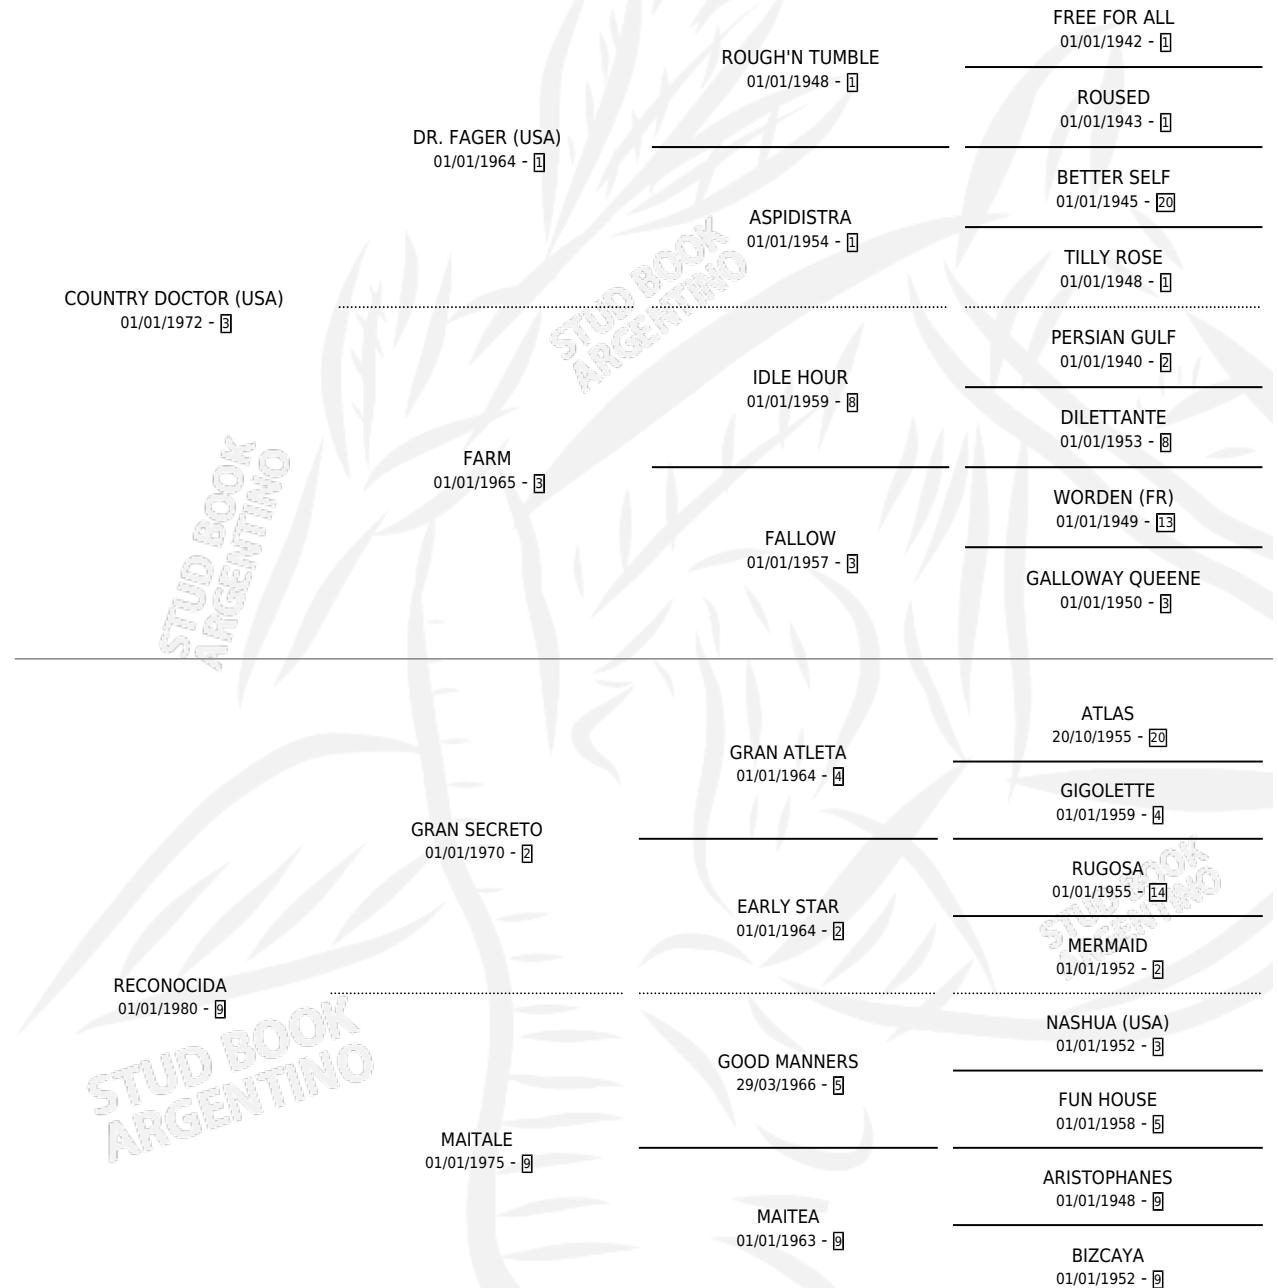 FREE FOR ALL
01/01/1942 - 1
ROUGH'N TUMBLE
01/01/1948 - 1
ROUSED
01/01/1943 - 1
DR. FAGER (USA)
01/01/1964 - 1
BETTER SELF
01/01/1945 - 20
ASPIDISTRA
01/01/1954 - 1
TILLY ROSE
01/01/1948 - 1
COUNTRY DOCTOR (USA)
01/01/1972 - 3
PERSIAN GULF
01/01/1940 - 2
IDLE HOUR
01/01/1959 - 8
DILETTANTE
01/01/1953 - 8
FARM
01/01/1965 - 3
WORDEN (FR)
01/01/1949 - 13
FALLOW
01/01/1957 - 3
GALLOWAY QUEENE
01/01/1950 - 3
ATLAS
20/10/1955 - 20
GRAN ATLETA
01/01/1964 - 4
GIGOLETTE
01/01/1959 - 4
GRAN SECRETO
01/01/1970 - 2
RUGOSA
01/01/1955 - 14
EARLY STAR
01/01/1964 - 2
MERMAID
01/01/1952 - 2
RECONOCIDA
01/01/1980 - 9
NASHUA (USA)
01/01/1952 - 3
GOOD MANNERS
29/03/1966 - 5
FUN HOUSE
01/01/1958 - 5
MAITALE
01/01/1975 - 9
ARISTOPHANES
01/01/1948 - 9
MAITEA
01/01/1963 - 9
BIZCAYA
01/01/1952 - 9
STUD BOOK
ARGENTINO
STUD BOOK
ARGENTINO
STUD BOOK
ARGENTINO
STUD BOOK
ARGENTINO